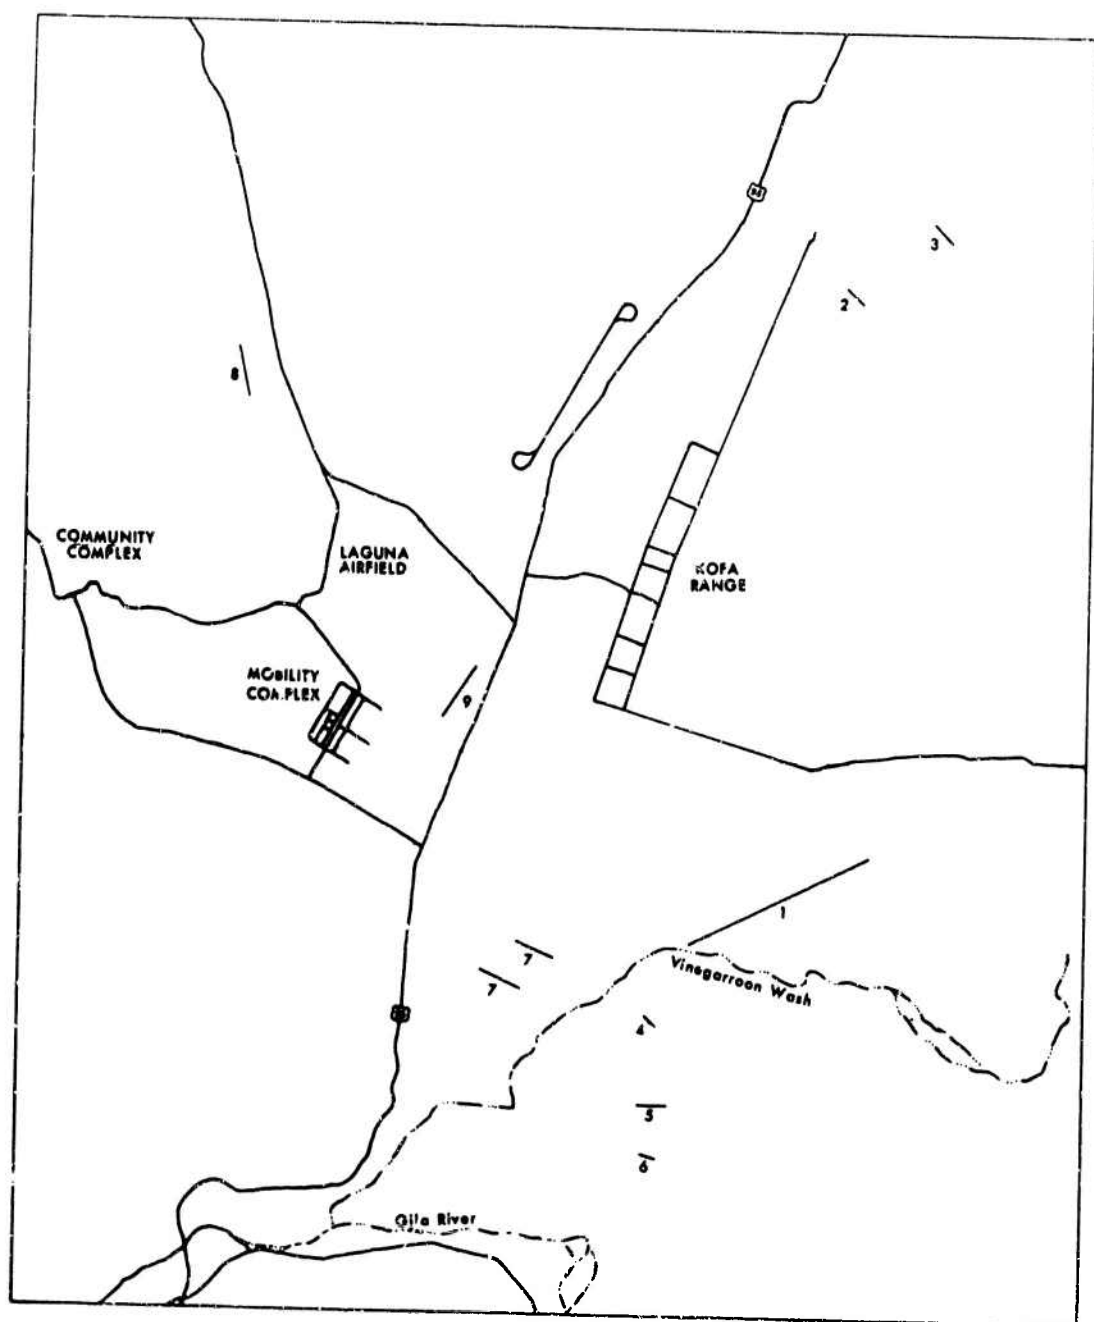 3
2
8
COMMUNITY
COMPLEX
LAGUNA
AIRFIELD
KOFA
RANGE
MOBILITY
COMPLEX
9
1
7
7
Vinegarroon Wash
4
5
6
Gila River